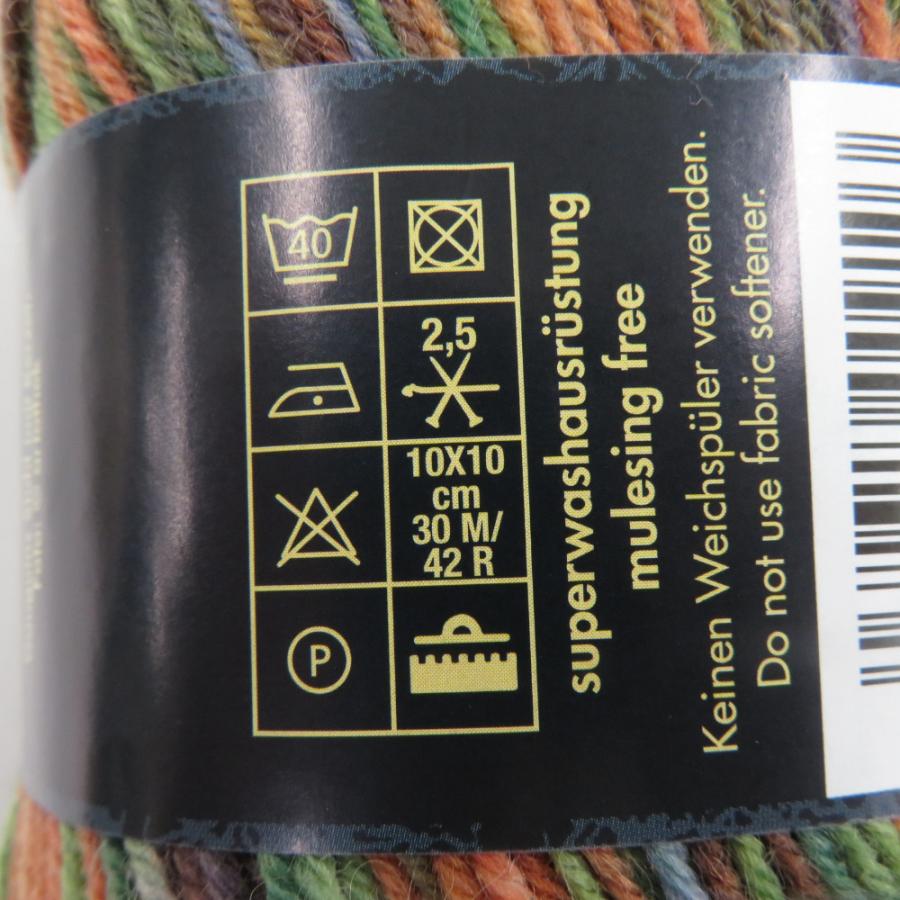 40
2,5
10X10
cm
30 M/
42 R
P
superwashausrüstung
mulesing free
Keinen Weichspüler verwenden.
Do not use fabric softener.